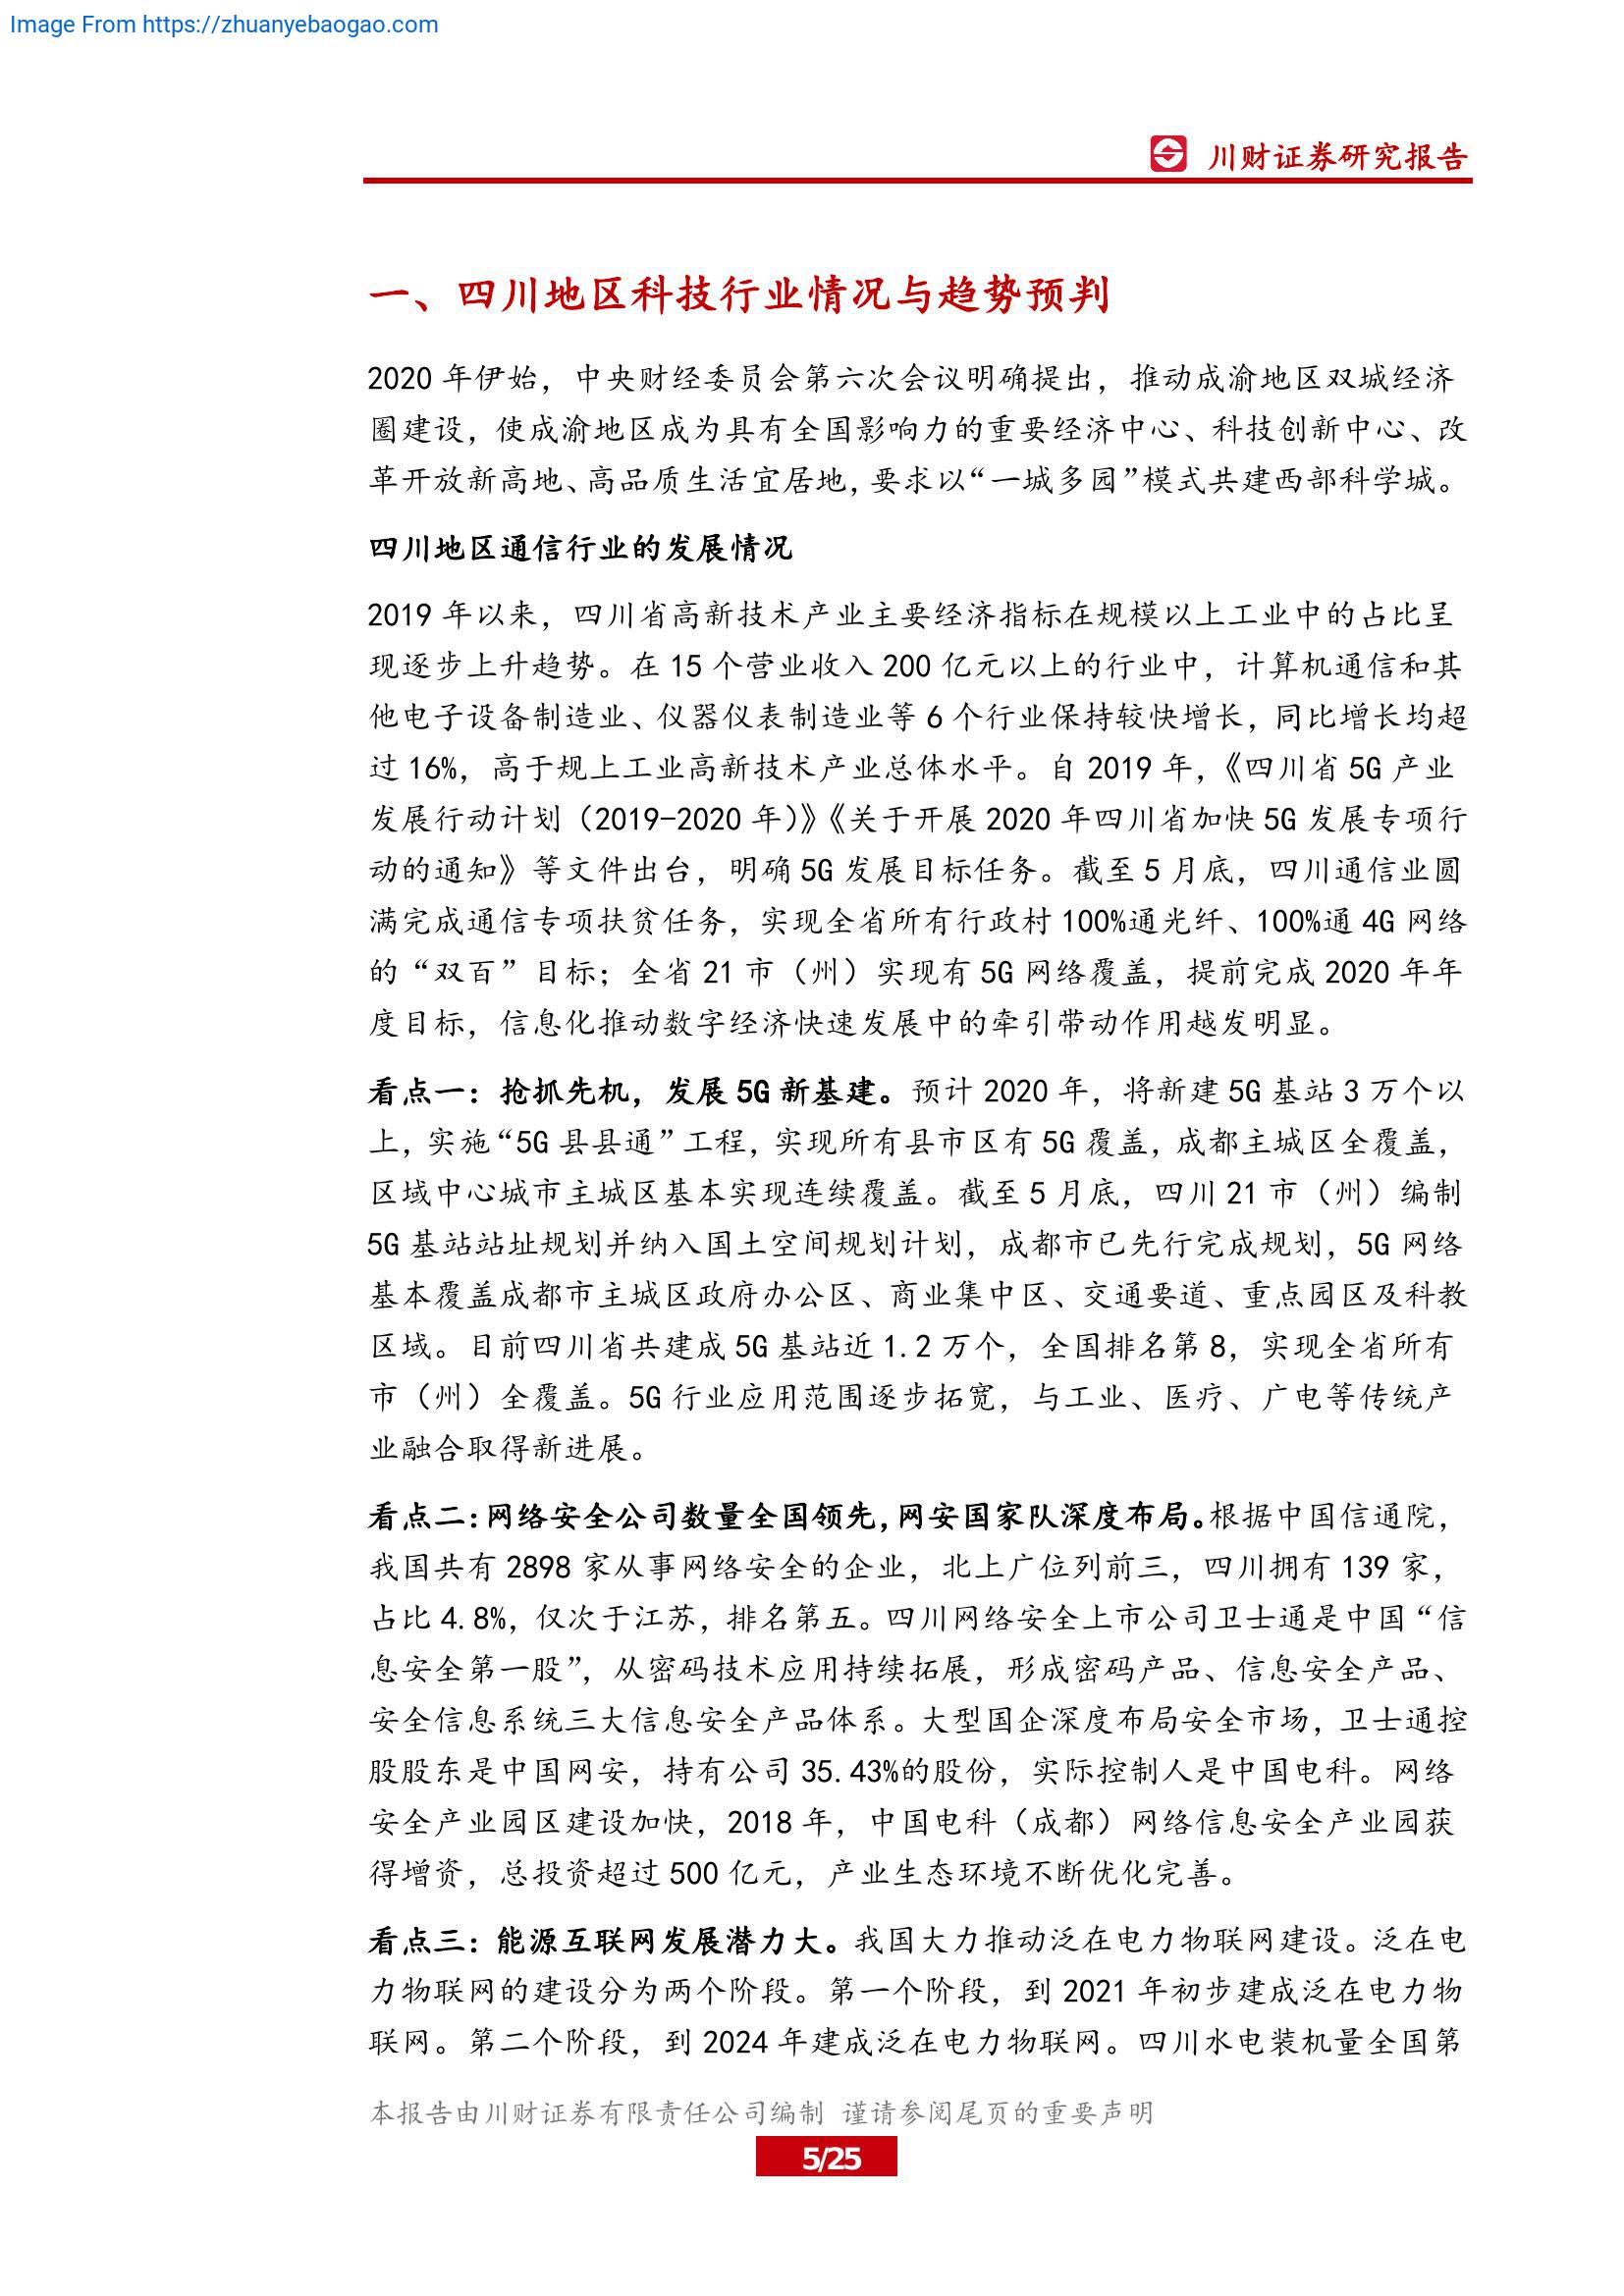 Image From https://zhuanyebaogao.com
川财证券研究报告
一、四川地区科技行业情况与趋势预判
2020 年伊始，中央财经委员会第六次会议明确提出，推动成渝地区双城经济
圈建设，使成渝地区成为具有全国影响力的重要经济中心、科技创新中心、改
革开放新高地、高品质生活宜居地，要求以“一城多园”模式共建西部科学城。
四川地区通信行业的发展情况
2019 年以来，四川省高新技术产业主要经济指标在规模以上工业中的占比呈
现逐步上升趋势。在 15 个营业收入 200 亿元以上的行业中，计算机通信和其
他电子设备制造业、仪器仪表制造业等 6 个行业保持较快增长，同比增长均超
过 16%，高于规上工业高新技术产业总体水平。自 2019 年，《四川省 5G 产业
发展行动计划（2019-2020 年）》《关于开展 2020 年四川省加快 5G 发展专项行
动的通知》等文件出台，明确 5G 发展目标任务。截至 5 月底，四川通信业圆
满完成通信专项扶贫任务，实现全省所有行政村 100%通光纤、100%通 4G 网络
的“双百”目标；全省 21 市（州）实现有 5G 网络覆盖，提前完成 2020 年年
度目标，信息化推动数字经济快速发展中的牵引带动作用越发明显。
看点一：抢抓先机，发展 5G 新基建。预计 2020 年，将新建 5G 基站 3 万个以
上，实施“5G 县县通”工程，实现所有县市区有 5G 覆盖，成都主城区全覆盖，
区域中心城市主城区基本实现连续覆盖。截至 5 月底，四川 21 市（州）编制
5G 基站站址规划并纳入国土空间规划计划，成都市已先行完成规划，5G 网络
基本覆盖成都市主城区政府办公区、商业集中区、交通要道、重点园区及科教
区域。目前四川省共建成 5G 基站近 1.2 万个，全国排名第 8，实现全省所有
市（州）全覆盖。5G 行业应用范围逐步拓宽，与工业、医疗、广电等传统产
业融合取得新进展。
看点二：网络安全公司数量全国领先，网安国家队深度布局。根据中国信通院，
我国共有 2898 家从事网络安全的企业，北上广位列前三，四川拥有 139 家，
占比 4.8%，仅次于江苏，排名第五。四川网络安全上市公司卫士通是中国“信
息安全第一股”，从密码技术应用持续拓展，形成密码产品、信息安全产品、
安全信息系统三大信息安全产品体系。大型国企深度布局安全市场，卫士通控
股股东是中国网安，持有公司 35.43%的股份，实际控制人是中国电科。网络
安全产业园区建设加快，2018 年，中国电科（成都）网络信息安全产业园获
得增资，总投资超过 500 亿元，产业生态环境不断优化完善。
看点三：能源互联网发展潜力大。我国大力推动泛在电力物联网建设。泛在电
力物联网的建设分为两个阶段。第一个阶段，到 2021 年初步建成泛在电力物
联网。第二个阶段，到 2024 年建成泛在电力物联网。四川水电装机量全国第
本报告由川财证券有限责任公司编制 谨请参阅尾页的重要声明
5/25